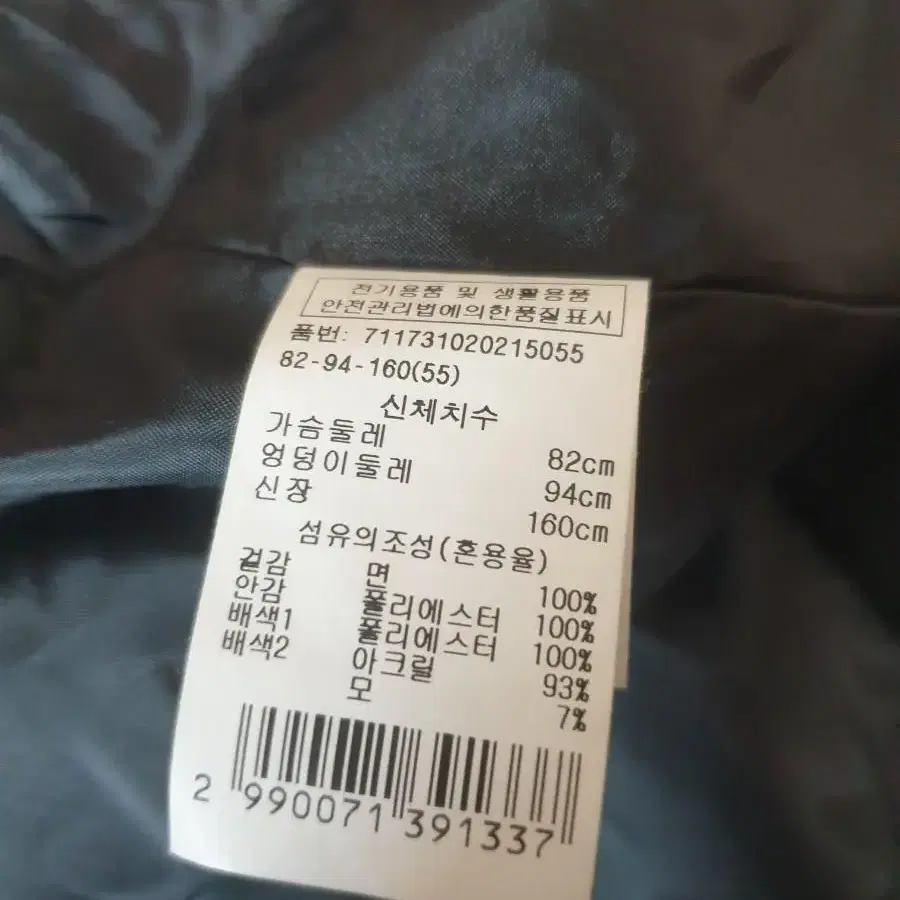 전기용품 및 생활용품
안전관리법에의한품질표시
품번: 711731020215055
82-94-160(55)
신체치수
가슴둘레 82cm
엉덩이둘레 94cm
신장 160cm
섬유의조성(혼용율)
겉감 면 100%
안감 폴리에스터 100%
배색1 폴리에스터 100%
배색2 아크릴 93%
모 7%
2 990071 391337